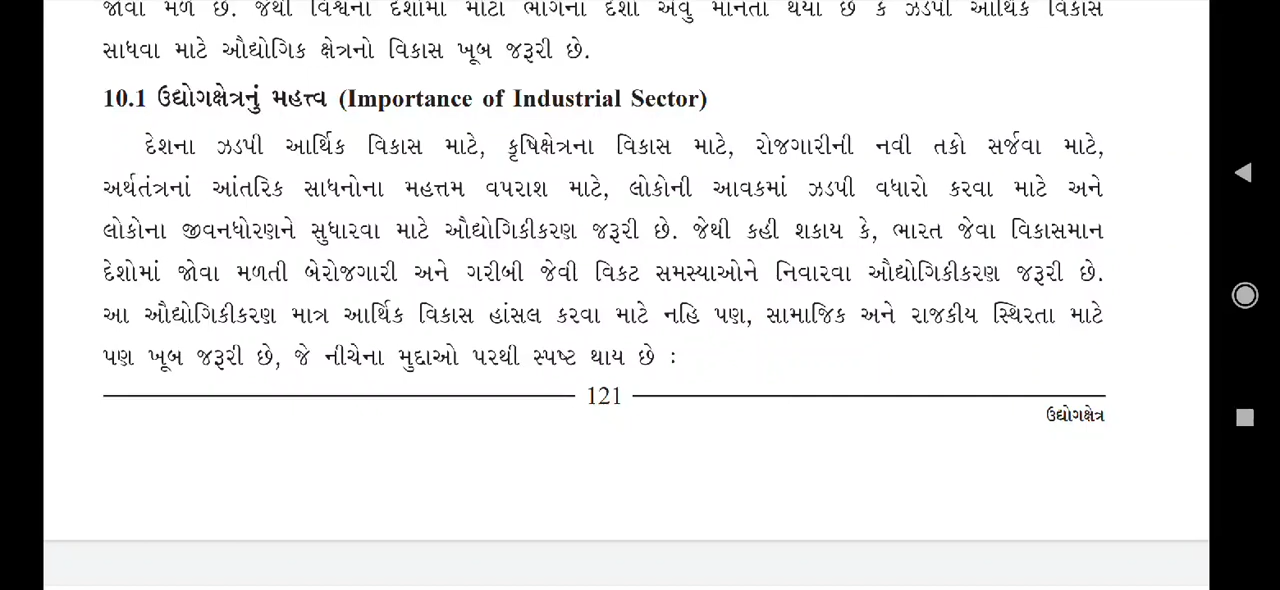 જોવા મળે છે. જેથી વિશ્વના દેશોમાં મોટા ભાગના દેશો એવું માનતા થયા છે કે ઝડપી આર્થિક વિકાસ
સાધવા માટે ઔદ્યોગિક ક્ષેત્રનો વિકાસ ખૂબ જરૂરી છે.
10.1 ઉદ્યોગક્ષેત્રનું મહત્ત્વ (Importance of Industrial Sector)
દેશના ઝડપી આર્થિક વિકાસ માટે, કૃષિક્ષેત્રના વિકાસ માટે, રોજગારીની નવી તકો સર્જવા માટે,
અર્થતંત્રનાં આંતરિક સાધનોના મહત્તમ વપરાશ માટે, લોકોની આવકમાં ઝડપી વધારો કરવા માટે અને
લોકોના જીવનધોરણને સુધારવા માટે ઔદ્યોગિકીકરણ જરૂરી છે. જેથી કહી શકાય કે, ભારત જેવા વિકાસમાન
દેશોમાં જોવા મળતી બેરોજગારી અને ગરીબી જેવી વિકટ સમસ્યાઓને નિવારવા ઔદ્યોગિકીકરણ જરૂરી છે.
આ ઔદ્યોગિકીકરણ માત્ર આર્થિક વિકાસ હાંસલ કરવા માટે નહિ પણ, સામાજિક અને રાજકીય સ્થિરતા માટે
પણ ખૂબ જરૂરી છે, જે નીચેના મુદ્દાઓ પરથી સ્પષ્ટ થાય છે :
121
ઉદ્યોગક્ષેત્ર